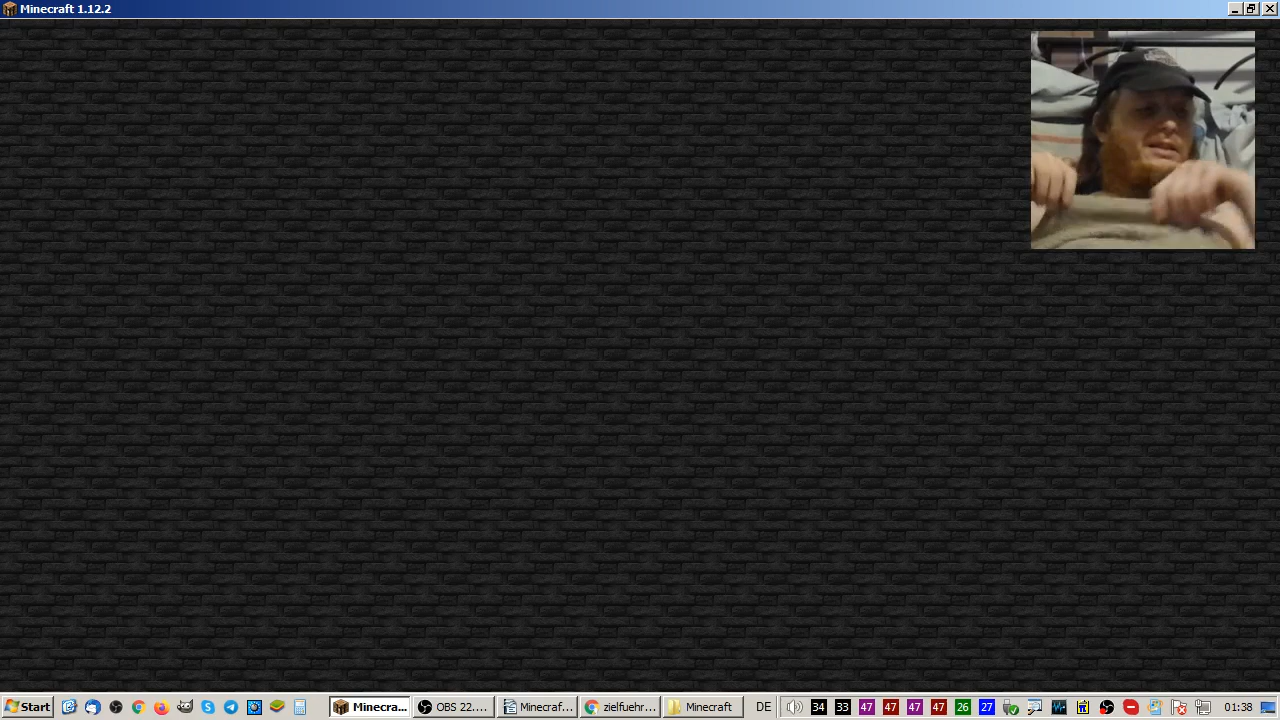 Minecraft 1.12.2
Start
Minecra...
OBS 22....
Minecraf...
zielfuehr...
Minecraft
DE
34
33
47
47
47
47
26
27
01:38